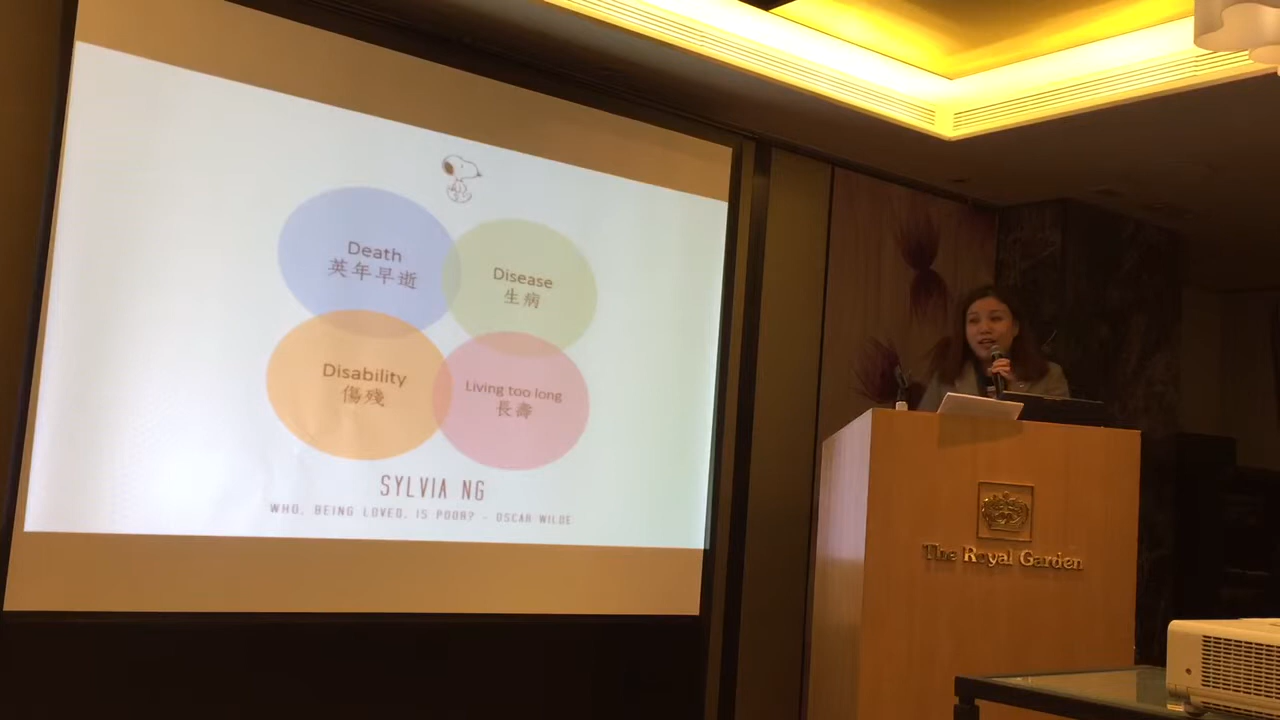 Death
英年早逝
Disease
生病
Disability
傷殘
Living too long
長壽
SYLVIA NG
WHO, BEING LOVED, IS POOR? - OSCAR WILDE
The Royal Garden